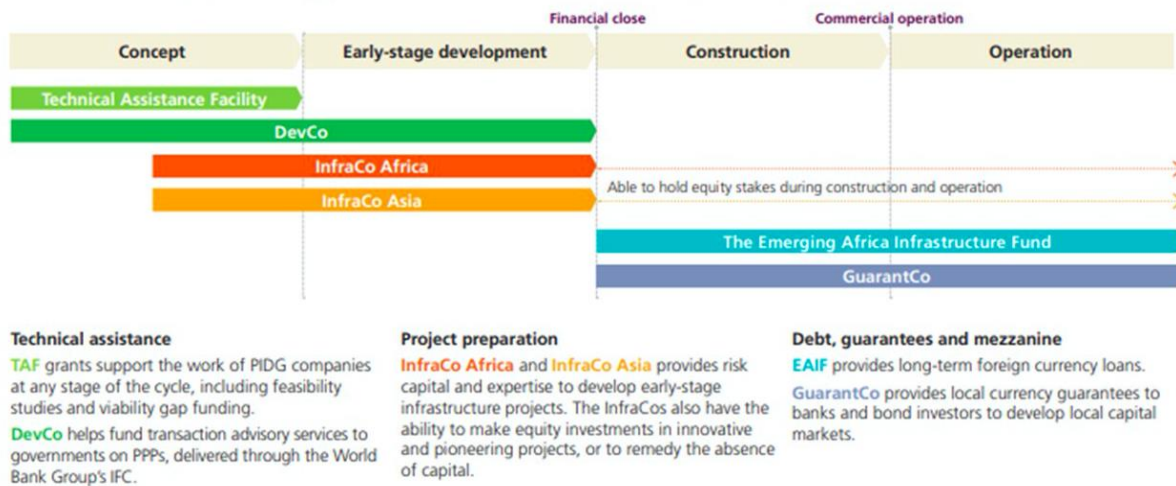 Financial close
Commercial operation
Concept
Early-stage development
Construction
Operation
Technical Assistance Facility
DevCo
InfraCo Africa
Able to hold equity stakes during construction and operation
InfraCo Asia
The Emerging Africa Infrastructure Fund
GuarantCo
Technical assistance
TAF grants support the work of PIDG companies
at any stage of the cycle, including feasibility
studies and viability gap funding.
DevCo helps fund transaction advisory services to
governments on PPPs, delivered through the World
Bank Group's IFC.
Project preparation
InfraCo Africa and InfraCo Asia provides risk
capital and expertise to develop early-stage
infrastructure projects. The InfraCos also have the
ability to make equity investments in innovative
and pioneering projects, or to remedy the absence
of capital.
Debt, guarantees and mezzanine
EAIF provides long-term foreign currency loans.
GuarantCo provides local currency guarantees to
banks and bond investors to develop local capital
markets.